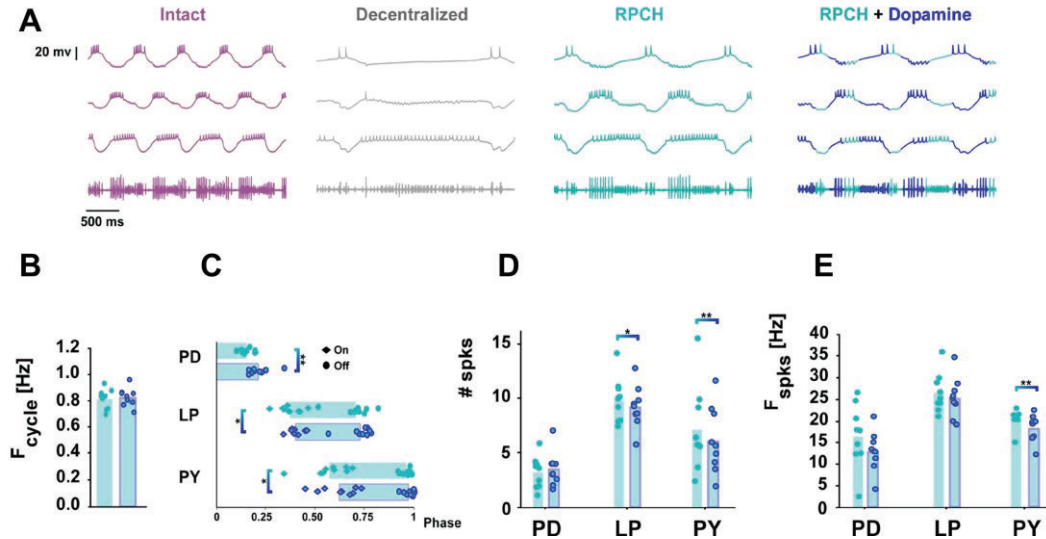 A
Intact
Decentralized
RPCH
RPCH + Dopamine
20 mv
500 ms
B
C
D
E
F cycle [Hz]
1.2
1.0
0.8
0.6
0.4
0.2
0.0
PD
LP
PY
On
Off
**
*
*
0
0.25
0.50
0.75
1
Phase
# spks
15
10
5
0
*
**
PD
LP
PY
F spks [Hz]
40
35
30
25
20
15
10
5
0
**
PD
LP
PY